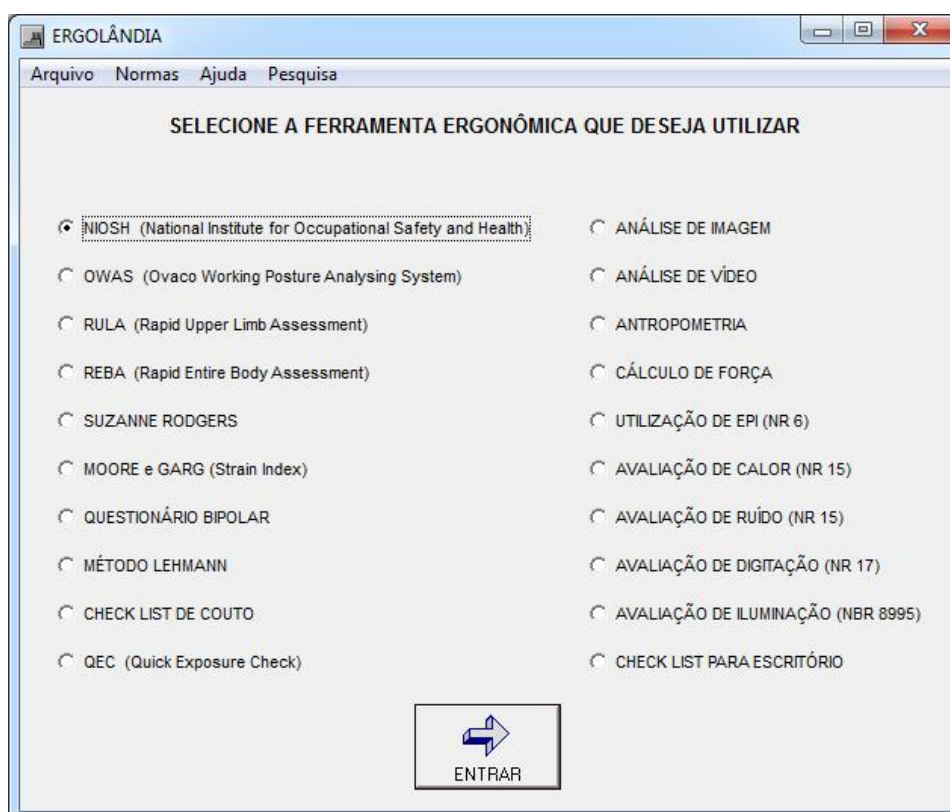 ERGOLÂNDIA
Arquivo Normas Ajuda Pesquisa
SELECIONE A FERRAMENTA ERGONÔMICA QUE DESEJA UTILIZAR
NIOSH (National Institute for Occupational Safety and Health)
OWAS (Ovaco Working Posture Analysing System)
RULA (Rapid Upper Limb Assessment)
REBA (Rapid Entire Body Assessment)
SUZANNE RODGERS
MOORE e GARG (Strain Index)
QUESTIONÁRIO BIPOLAR
MÉTODO LEHMANN
CHECK LIST DE COUTO
QEC (Quick Exposure Check)
ANÁLISE DE IMAGEM
ANÁLISE DE VÍDEO
ANTROPOMETRIA
CÁLCULO DE FORÇA
UTILIZAÇÃO DE EPI (NR 6)
AVALIAÇÃO DE CALOR (NR 15)
AVALIAÇÃO DE RUÍDO (NR 15)
AVALIAÇÃO DE DIGITAÇÃO (NR 17)
AVALIAÇÃO DE ILUMINAÇÃO (NBR 8995)
CHECK LIST PARA ESCRITÓRIO
ENTRAR